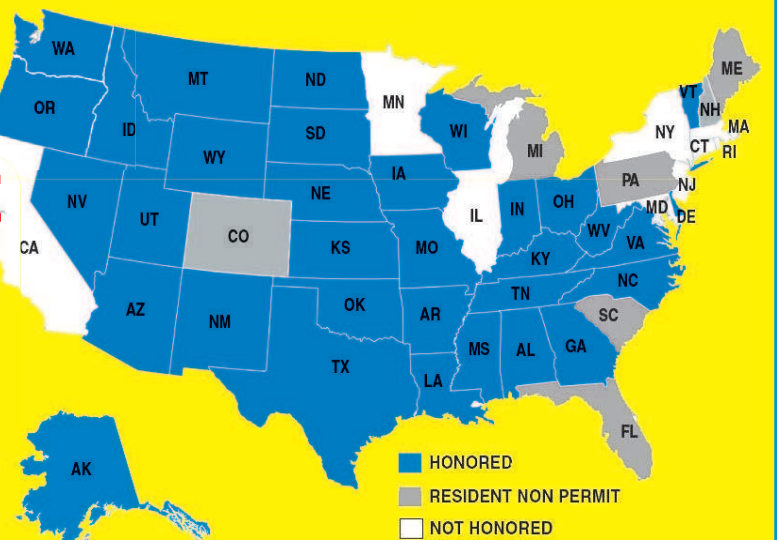 WA
MT
ND
MN
ME
OR
ID
SD
WI
VT
NH
WY
NY
MA
MI
CT
RI
NV
UT
NE
IA
PA
NJ
CO
IL
IN
OH
MD
DE
CA
KS
MO
WV
VA
KY
AZ
NM
OK
AR
TN
NC
SC
TX
LA
MS
AL
GA
FL
AK
HONORED
RESIDENT NON PERMIT
NOT HONORED